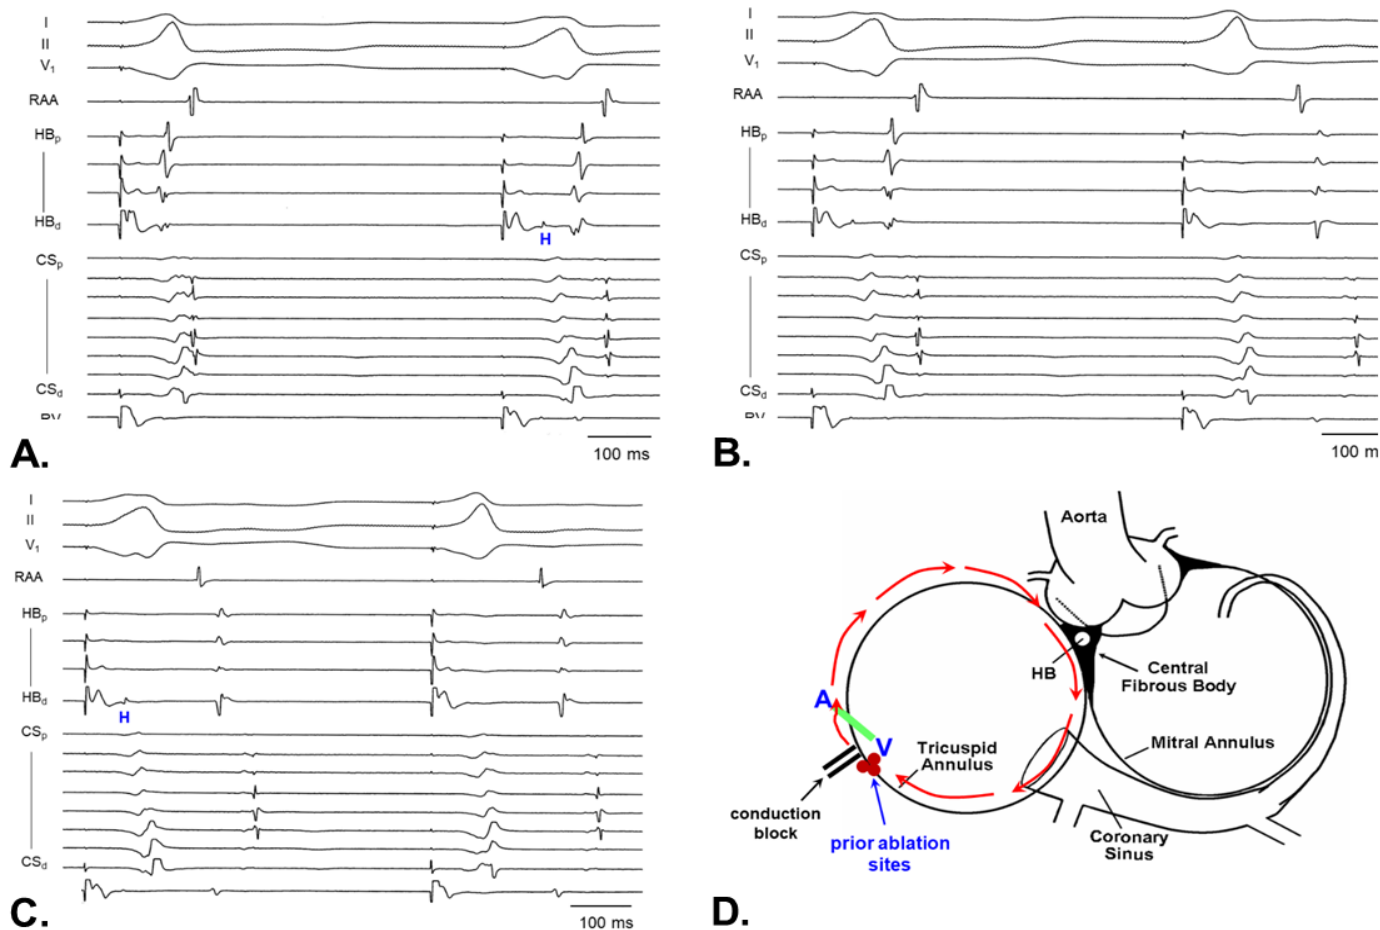 I
II
V1
RAA
HBp
HBd
H
CSp
CSd
100 ms
A.
I
II
V1
RAA
HBp
HBd
CSp
CSd
100 m
B.
I
II
V1
RAA
HBp
HBd
H
CSp
CSd
100 ms
C.
Aorta
HB
Central
Fibrous Body
A
V
Tricuspid
Annulus
Mitral Annulus
conduction
block
prior ablation
sites
Coronary
Sinus
D.